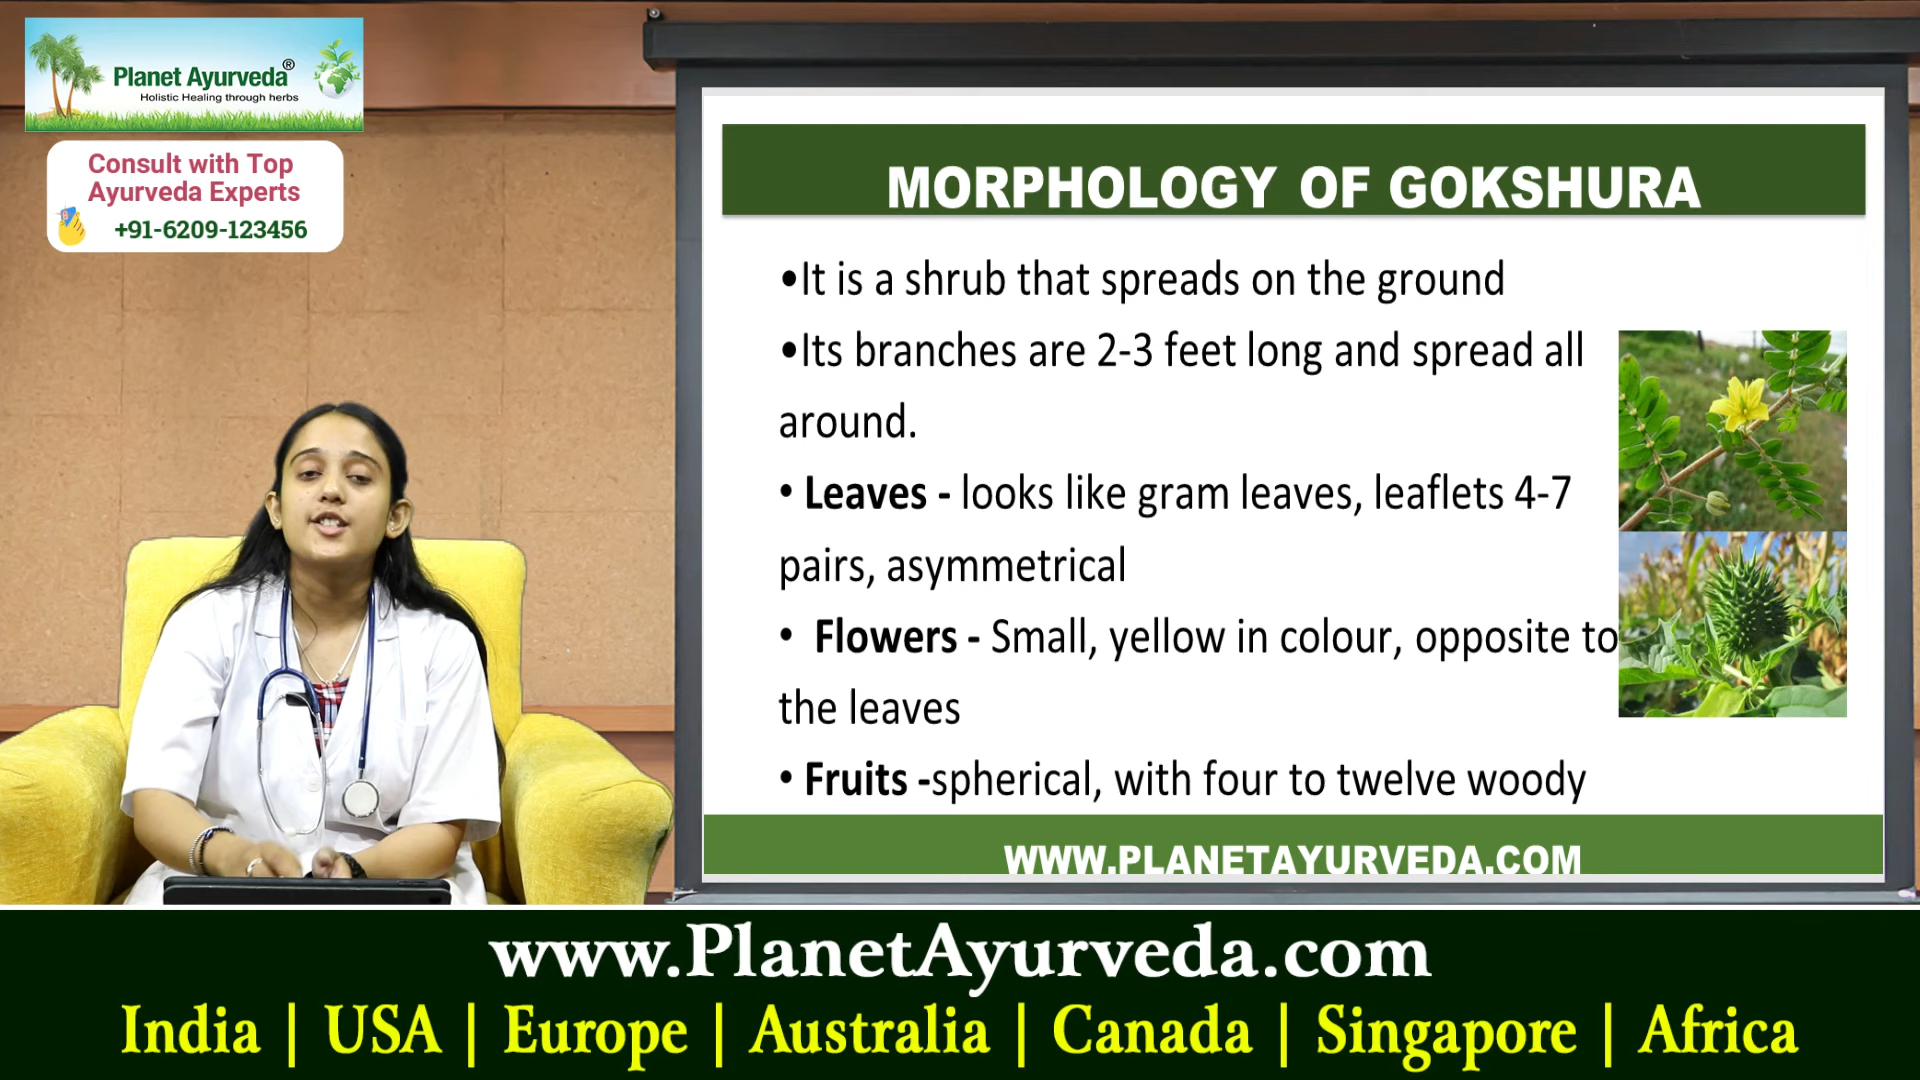 Planet Ayurveda®
Holistic Healing through herbs
Consult with Top
Ayurveda Experts
+91-6209-123456
MORPHOLOGY OF GOKSHURA
•It is a shrub that spreads on the ground
•Its branches are 2-3 feet long and spread all
around.
• Leaves - looks like gram leaves, leaflets 4-7
pairs, asymmetrical
• Flowers - Small, yellow in colour, opposite to
the leaves
• Fruits -spherical, with four to twelve woody
WWW.PLANETAYURVEDA.COM
www.PlanetAyurveda.com
India | USA | Europe | Australia | Canada | Singapore | Africa